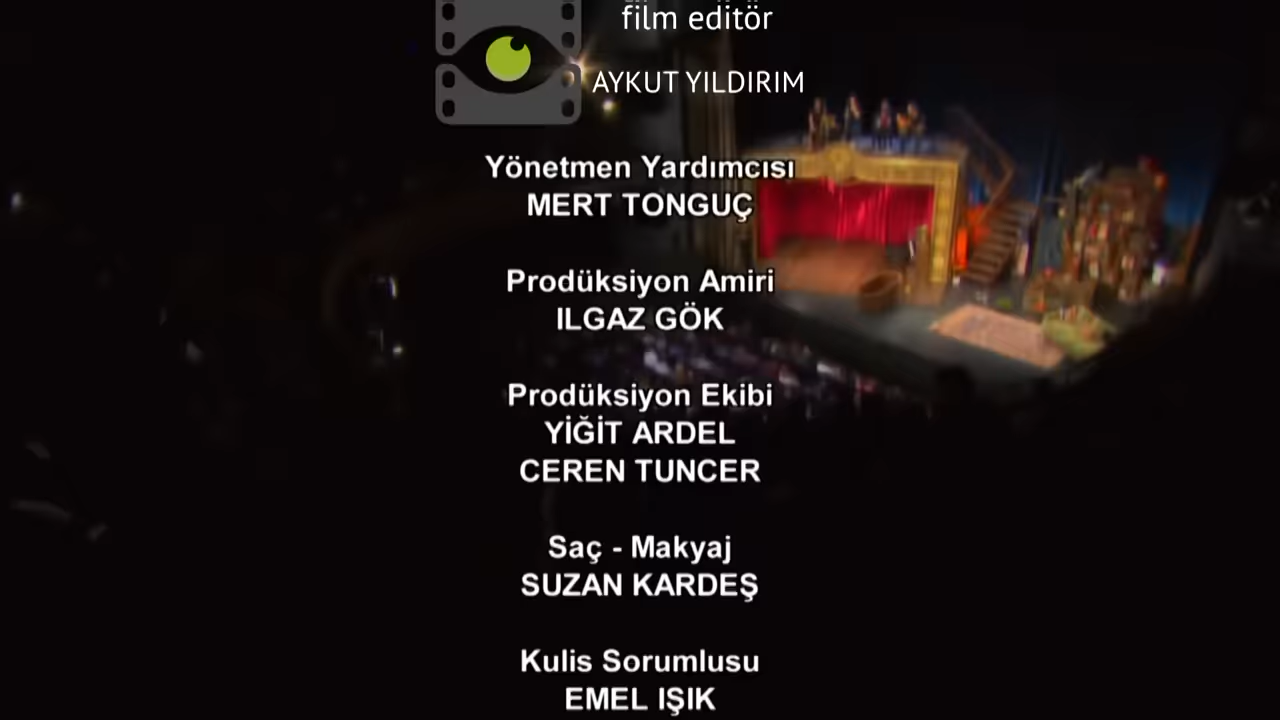 film editör
AYKUT YILDIRIM
Yönetmen Yardımcısı
MERT TONGUÇ
Prodüksiyon Amiri
ILGAZ GÖK
Prodüksiyon Ekibi
YİĞİT ARDEL
CEREN TUNCER
Saç - Makyaj
SUZAN KARDEŞ
Kulis Sorumlusu
EMEL IŞIK